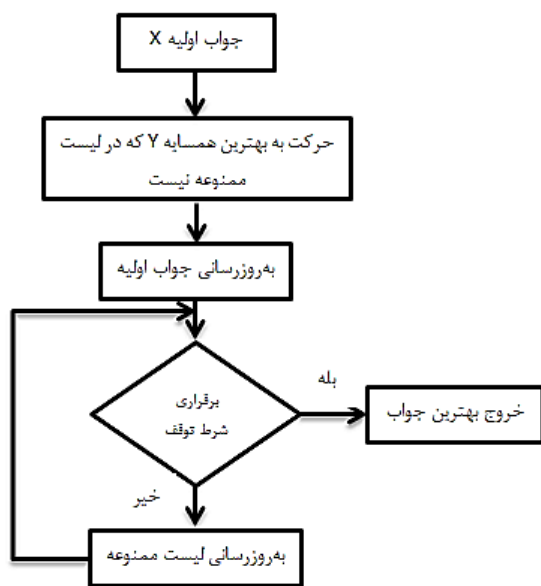 جواب اولیه X
حرکت به بهترین همسایه Y که در لیست
ممنوعه نیست
به‌روزرسانی جواب اولیه
برقراری
شرط توقف
بله
خروج بهترین جواب
خیر
به‌روزرسانی لیست ممنوعه